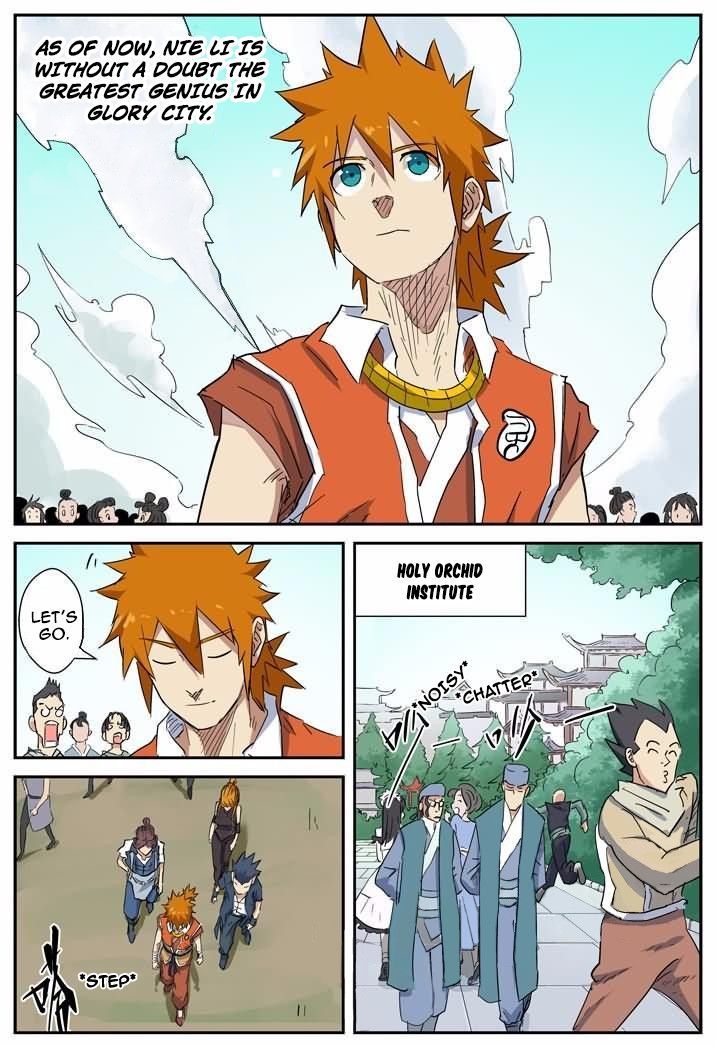 AS OF NOW, NIE LI IS
WITHOUT A DOUBT THE
GREATEST GENIUS IN
GLORY CITY.
LET'S
GO.
HOLY ORCHID
INSTITUTE
*NOISY*
*CHATTER*
*STEP*